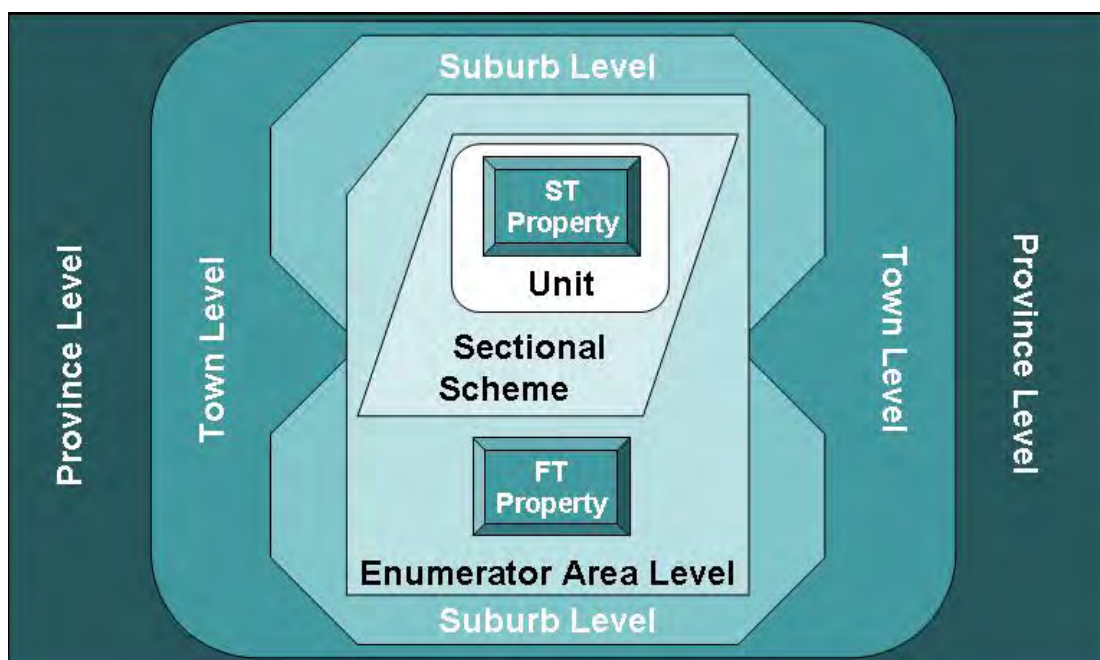 Suburb Level
ST
Property
Unit
Sectional
Scheme
FT
Property
Enumerator Area Level
Suburb Level
Province Level
Town Level
Town Level
Province Level